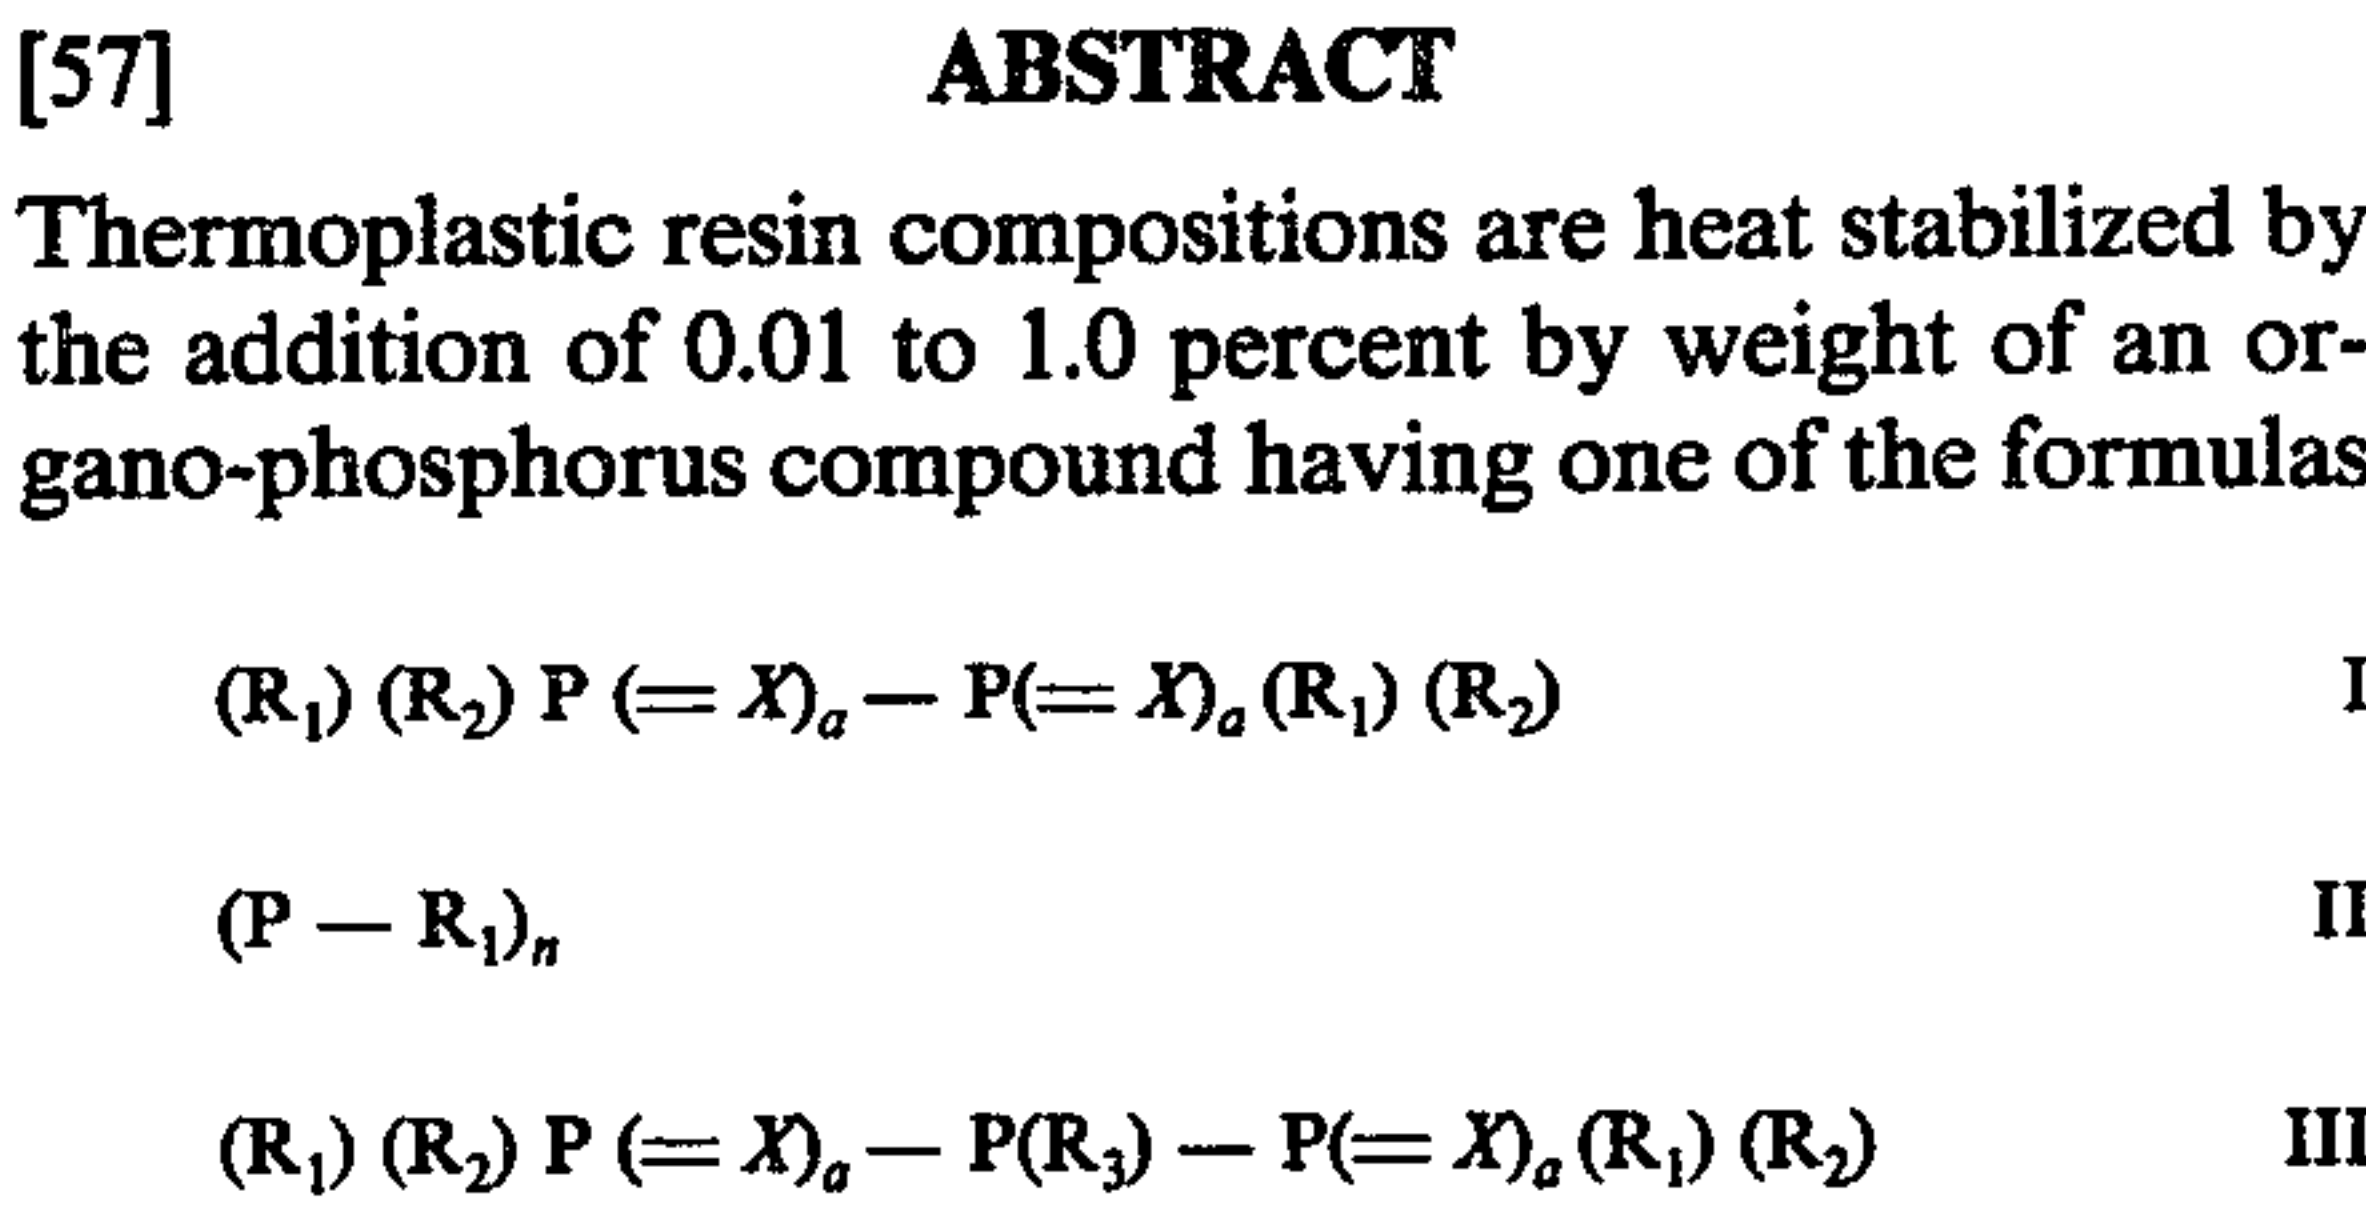 [57] ABSTRACT
Thermoplastic resin compositions are heat stabilized by
the addition of 0.01 to 1.0 percent by weight of an or-
gano-phosphorus compound having one of the formulas
(R₁) (R₂) P (= X)ₐ — P(= X)ₐ (R₁) (R₂) I
(P — R₁)ₙ II
(R₁) (R₂) P (= X)ₐ — P(R₃) — P(= X)ₐ (R₁) (R₂) III